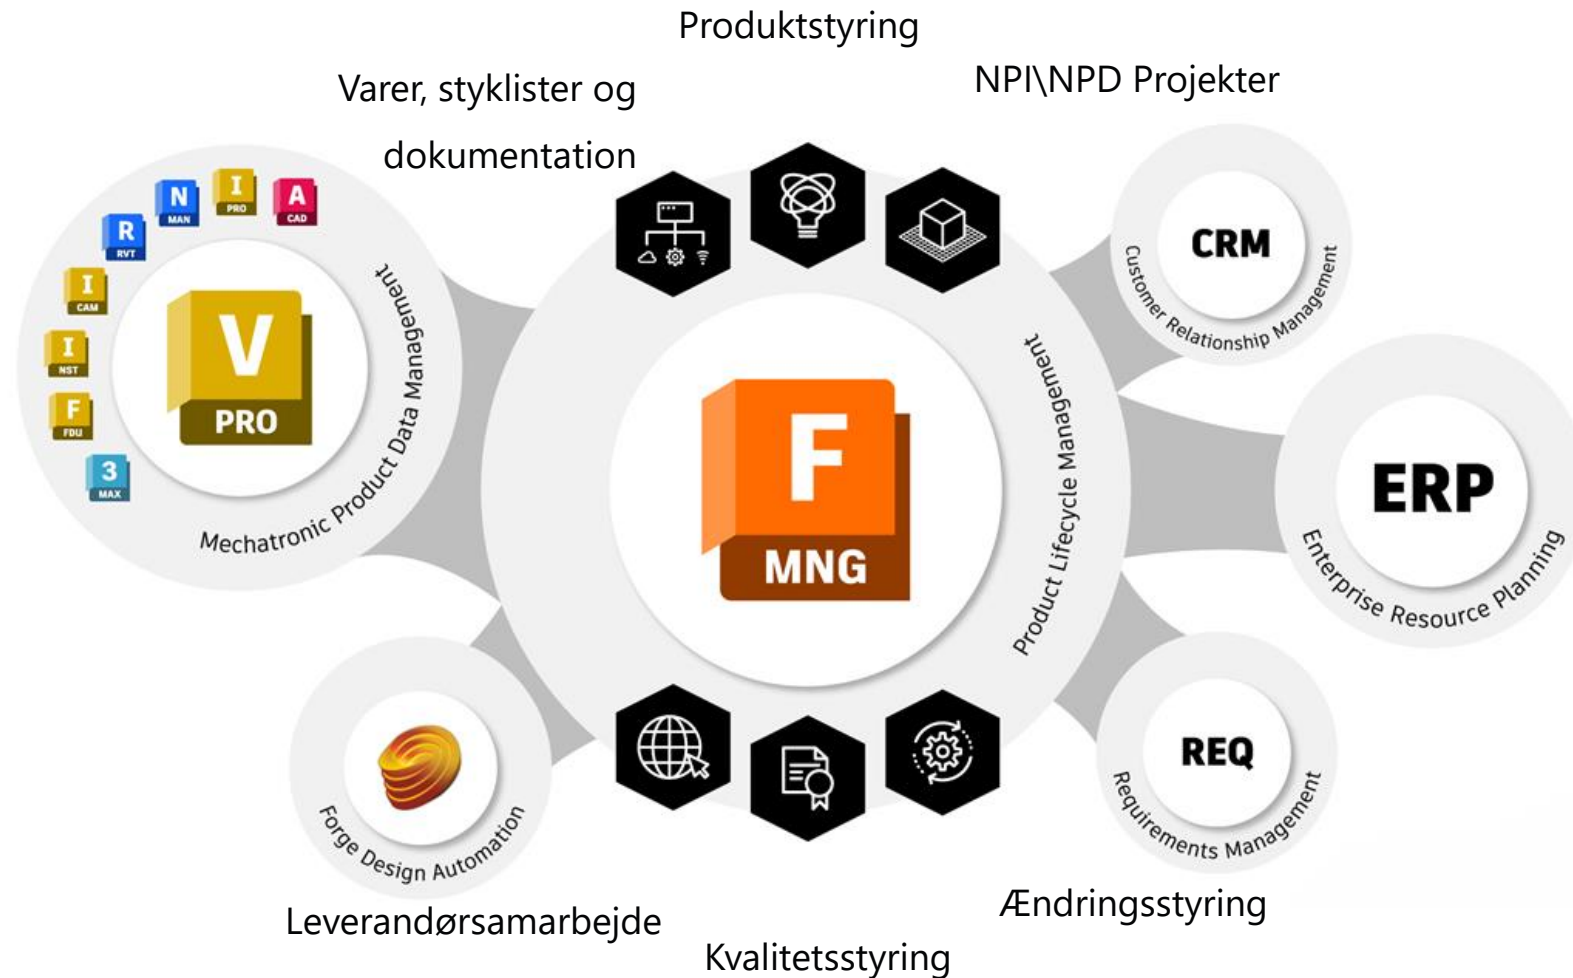 Produktstyring
NPI\NPD Projekter
Varer, styklister og
dokumentation
N
MAN
I
PRO
A
CAD
R
RVT
I
CAM
I
NST
F
FDU
3
MAX
V
PRO
Mechatronic Product Data Management
F
MNG
Product Lifecycle Management
CRM
Customer Relationship Management
ERP
Enterprise Resource Planning
REQ
Requirements Management
Forge Design Automation
Leverandørsamarbejde
Kvalitetsstyring
Ændringsstyring